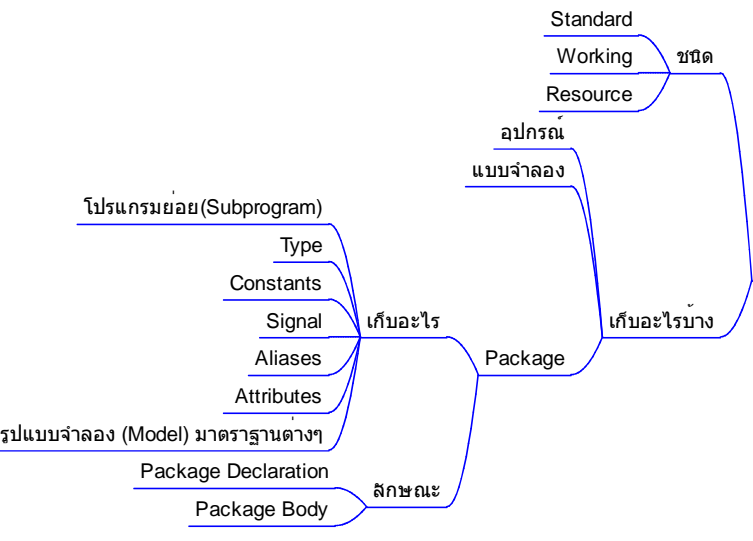 Standard
Working
ชนิด
Resource
อุปกรณ์
แบบจำลอง
โปรแกรมย่อย(Subprogram)
Type
Constants
Signal
เก็บอะไร
เก็บอะไรบ้าง
Aliases
Package
Attributes
รูปแบบจำลอง (Model) มาตราฐานต่างๆ
Package Declaration
ลักษณะ
Package Body